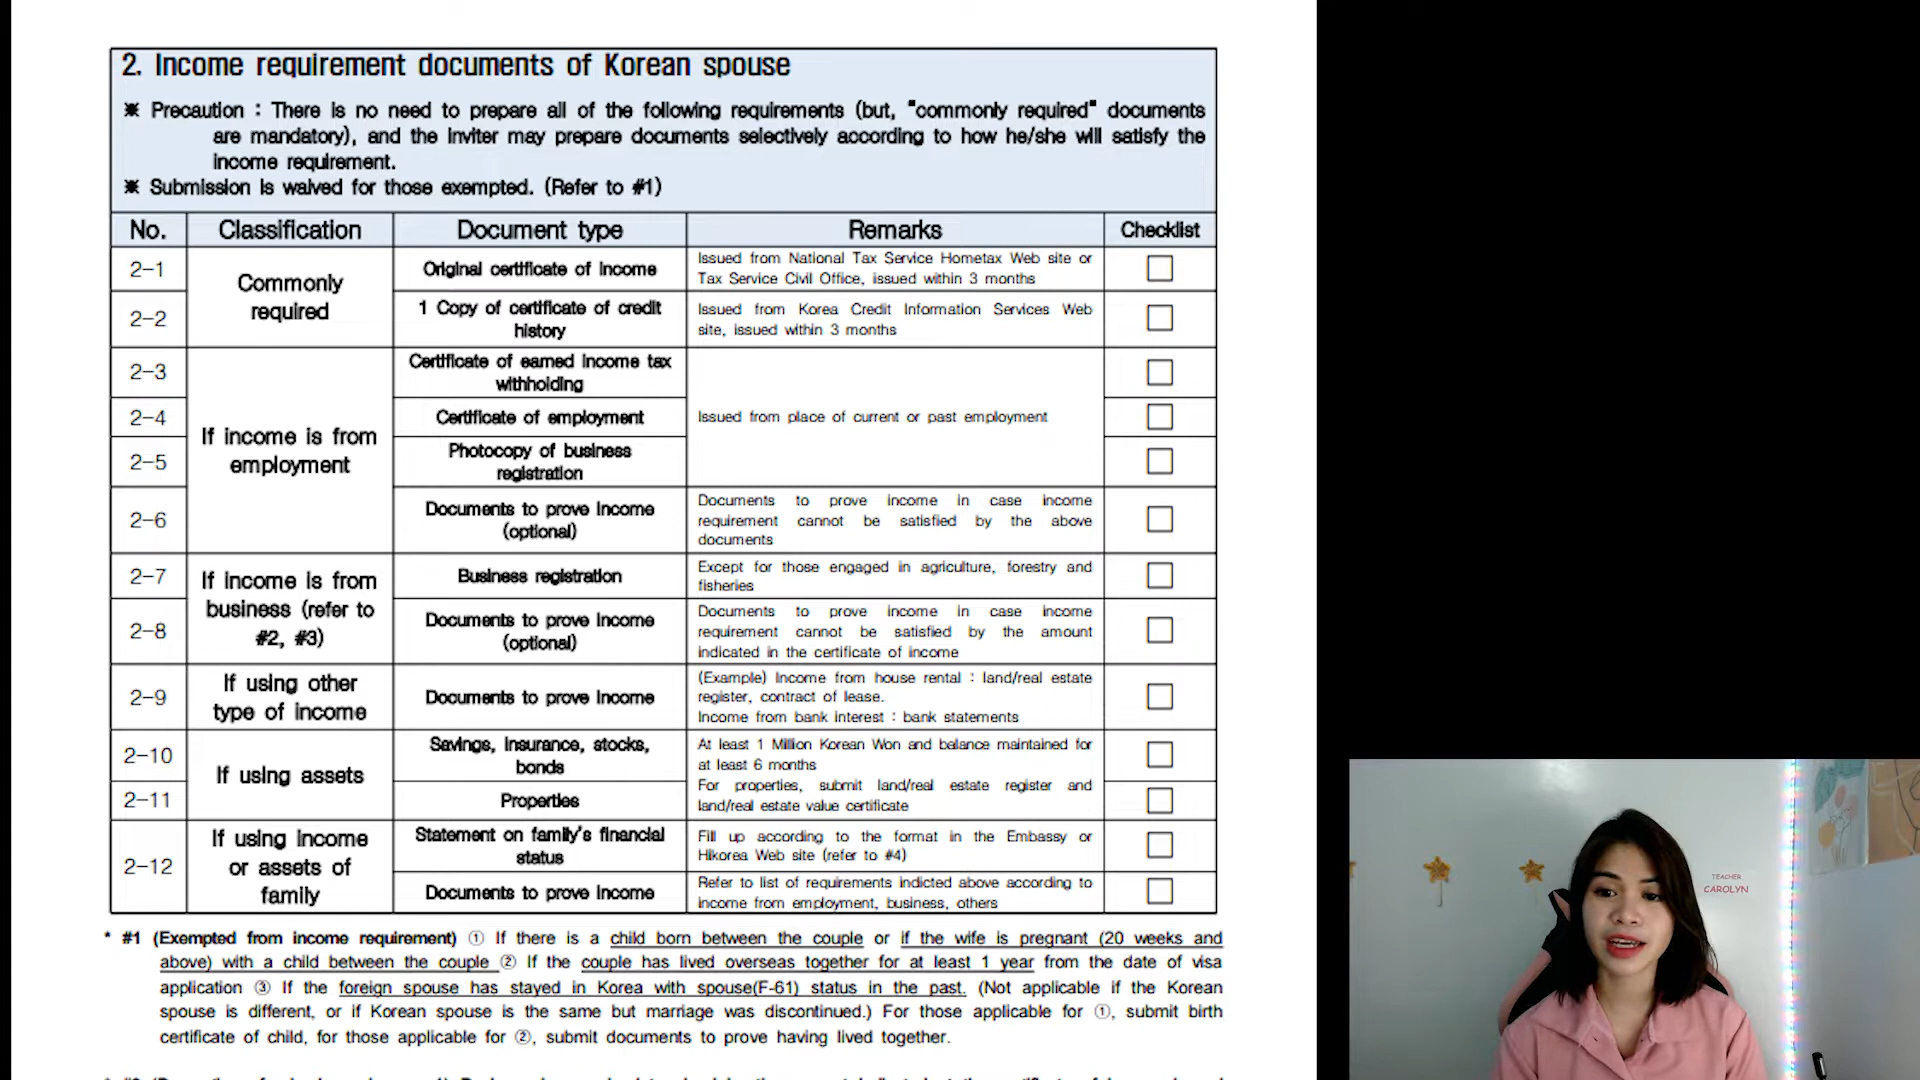 2. Income requirement documents of Korean spouse
※ Precaution : There is no need to prepare all of the following requirements (but, "commonly required" documents
are mandatory), and the inviter may prepare documents selectively according to how he/she will satisfy the
income requirement.
※ Submission is waived for those exempted. (Refer to #1)
No. Classification Document type Remarks Checklist
2-1
Commonly
required
Original certificate of income
Issued from National Tax Service Hometax Web site or
Tax Service Civil Office, issued within 3 months
2-2
1 Copy of certificate of credit
history
Issued from Korea Credit Information Services Web
site, issued within 3 months
2-3
If income is from
employment
Certificate of earned income tax
withholding
2-4
Certificate of employment
Issued from place of current or past employment
2-5
Photocopy of business
registration
2-6
Documents to prove income
(optional)
Documents to prove income in case income
requirement cannot be satisfied by the above
documents
2-7
If income is from
business (refer to
#2, #3)
Business registration
Except for those engaged in agriculture, forestry and
fisheries
2-8
Documents to prove income
(optional)
Documents to prove income in case income
requirement cannot be satisfied by the amount
indicated in the certificate of income
2-9
If using other
type of income
Documents to prove income
(Example) Income from house rental : land/real estate
register, contract of lease.
Income from bank interest : bank statements
2-10
If using assets
Savings, insurance, stocks,
bonds
At least 1 Million Korean Won and balance maintained for
at least 6 months
2-11
Properties
For properties, submit land/real estate register and
land/real estate value certificate
2-12
If using income
or assets of
family
Statement on family's financial
status
Fill up according to the format in the Embassy or
Hikorea Web site (refer to #4)
Documents to prove income
Refer to list of requirements indicted above according to
income from employment, business, others
* #1 (Exempted from income requirement) ① If there is a child born between the couple or if the wife is pregnant (20 weeks and
above) with a child between the couple ② If the couple has lived overseas together for at least 1 year from the date of visa
application ③ If the foreign spouse has stayed in Korea with spouse(F-61) status in the past. (Not applicable if the Korean
spouse is different, or if Korean spouse is the same but marriage was discontinued.) For those applicable for ①, submit birth
certificate of child, for those applicable for ②, submit documents to prove having lived together.
TEACHER
CAROLYN